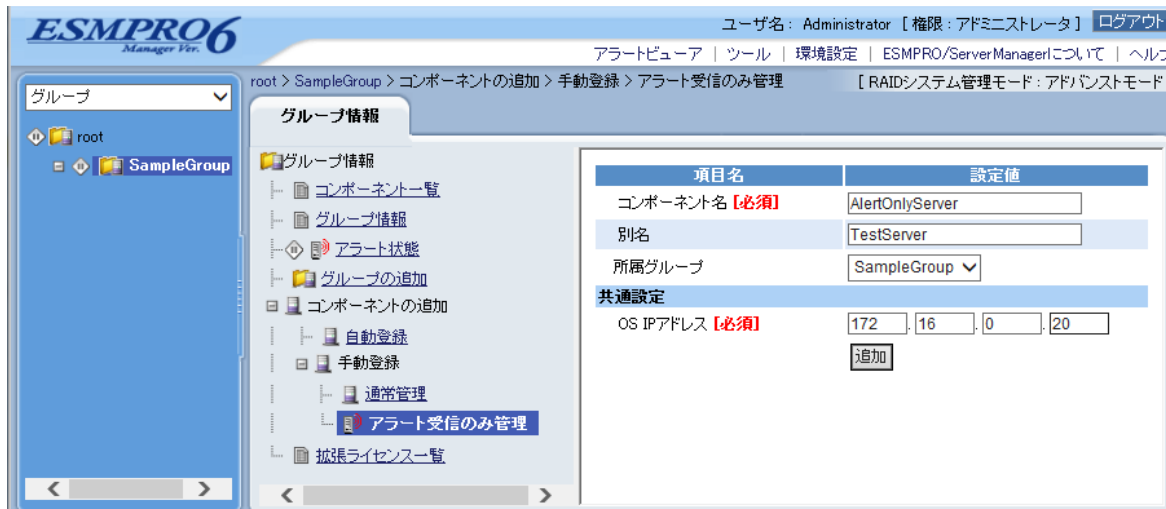 ESMPRO6
Manager Ver.
ユーザ名： Administrator [ 権限：アドミニストレータ ] ログアウト
アラートビューア | ツール | 環境設定 | ESMPRO/ServerManagerについて |
root > SampleGroup > コンポーネントの追加 > 手動登録 > アラート受信のみ管理 [ RAIDシステム管理モード：アドバンストモード
グループ
root
SampleGroup
グループ情報
グループ情報
コンポーネント一覧
グループ情報
アラート状態
グループの追加
コンポーネントの追加
自動登録
手動登録
通常管理
アラート受信のみ管理
拡張ライセンス一覧
項目名 設定値
コンポーネント名 [必須] AlertOnlyServer
別名 TestServer
所属グループ SampleGroup
共通設定
OS IPアドレス [必須] 172 . 16 . 0 . 20
追加